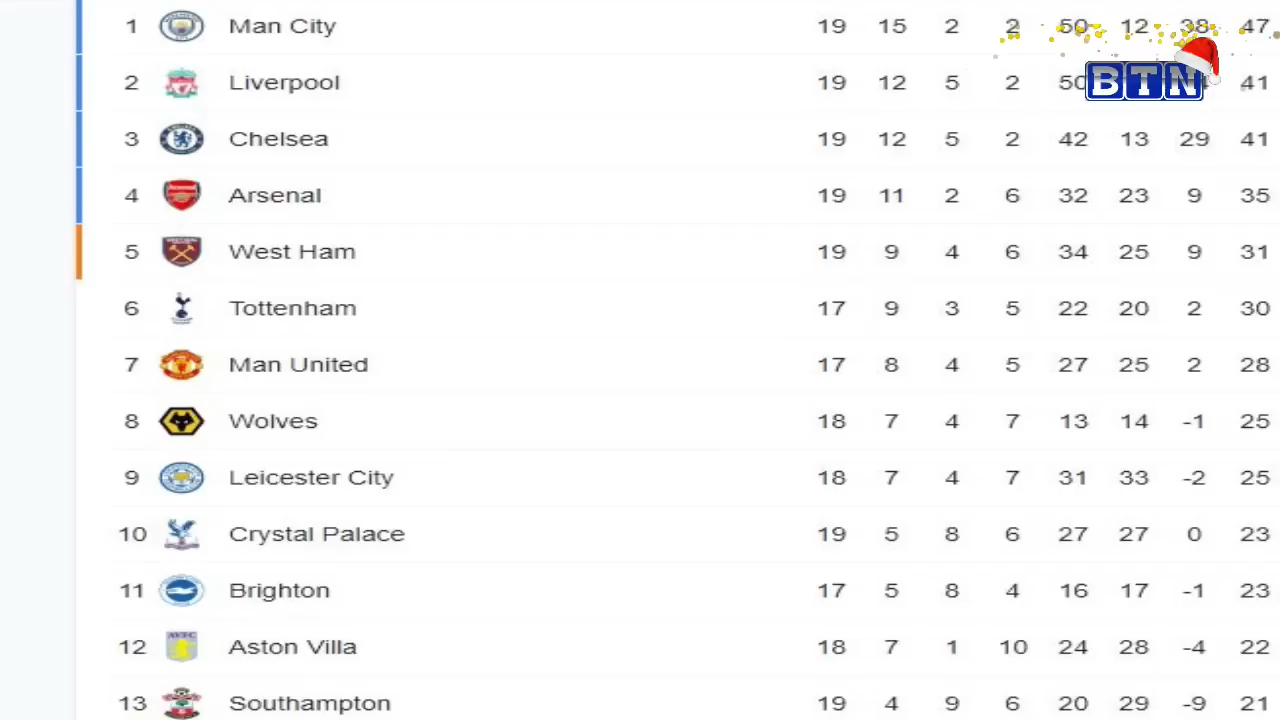 1 Man City 19 15 2 2 50 12 38 47
2 Liverpool 19 12 5 2 50 41
3 Chelsea 19 12 5 2 42 13 29 41
4 Arsenal 19 11 2 6 32 23 9 35
5 West Ham 19 9 4 6 34 25 9 31
6 Tottenham 17 9 3 5 22 20 2 30
7 Man United 17 8 4 5 27 25 2 28
8 Wolves 18 7 4 7 13 14 -1 25
9 Leicester City 18 7 4 7 31 33 -2 25
10 Crystal Palace 19 5 8 6 27 27 0 23
11 Brighton 17 5 8 4 16 17 -1 23
12 Aston Villa 18 7 1 10 24 28 -4 22
13 Southampton 19 4 9 6 20 29 -9 21
BTN